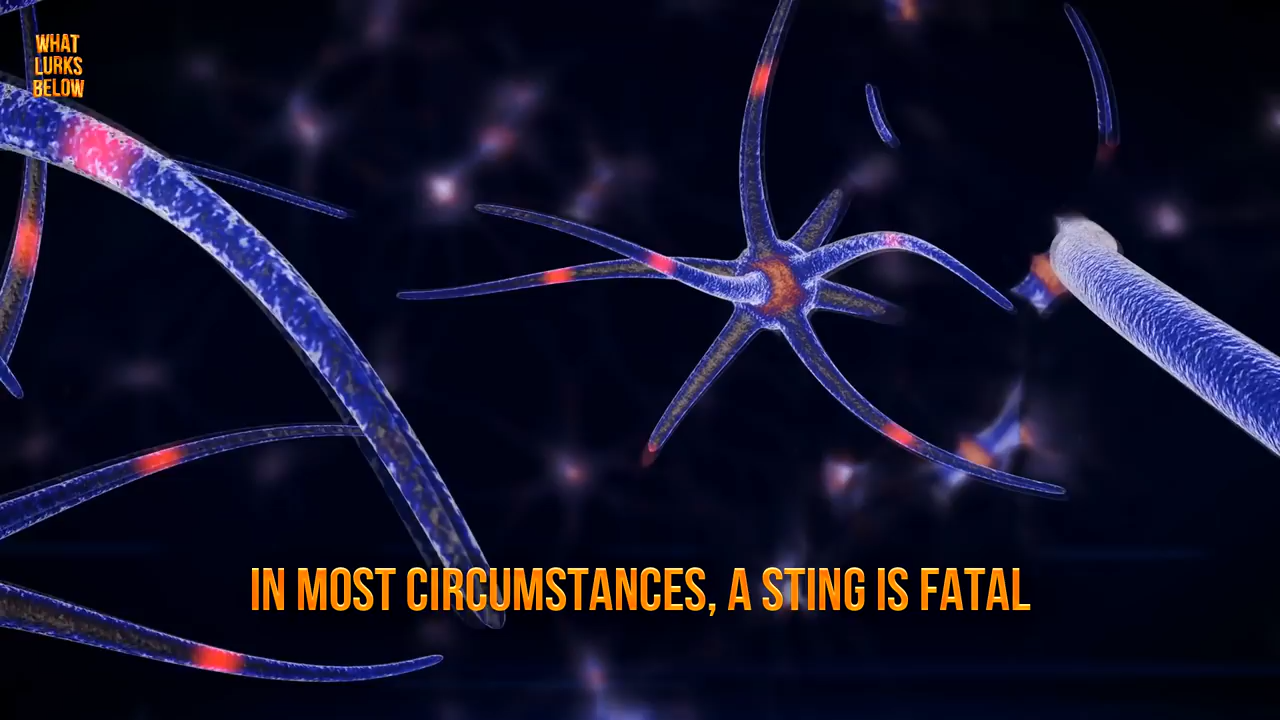 WHAT
LURKS
BELOW
IN MOST CIRCUMSTANCES, A STING IS FATAL